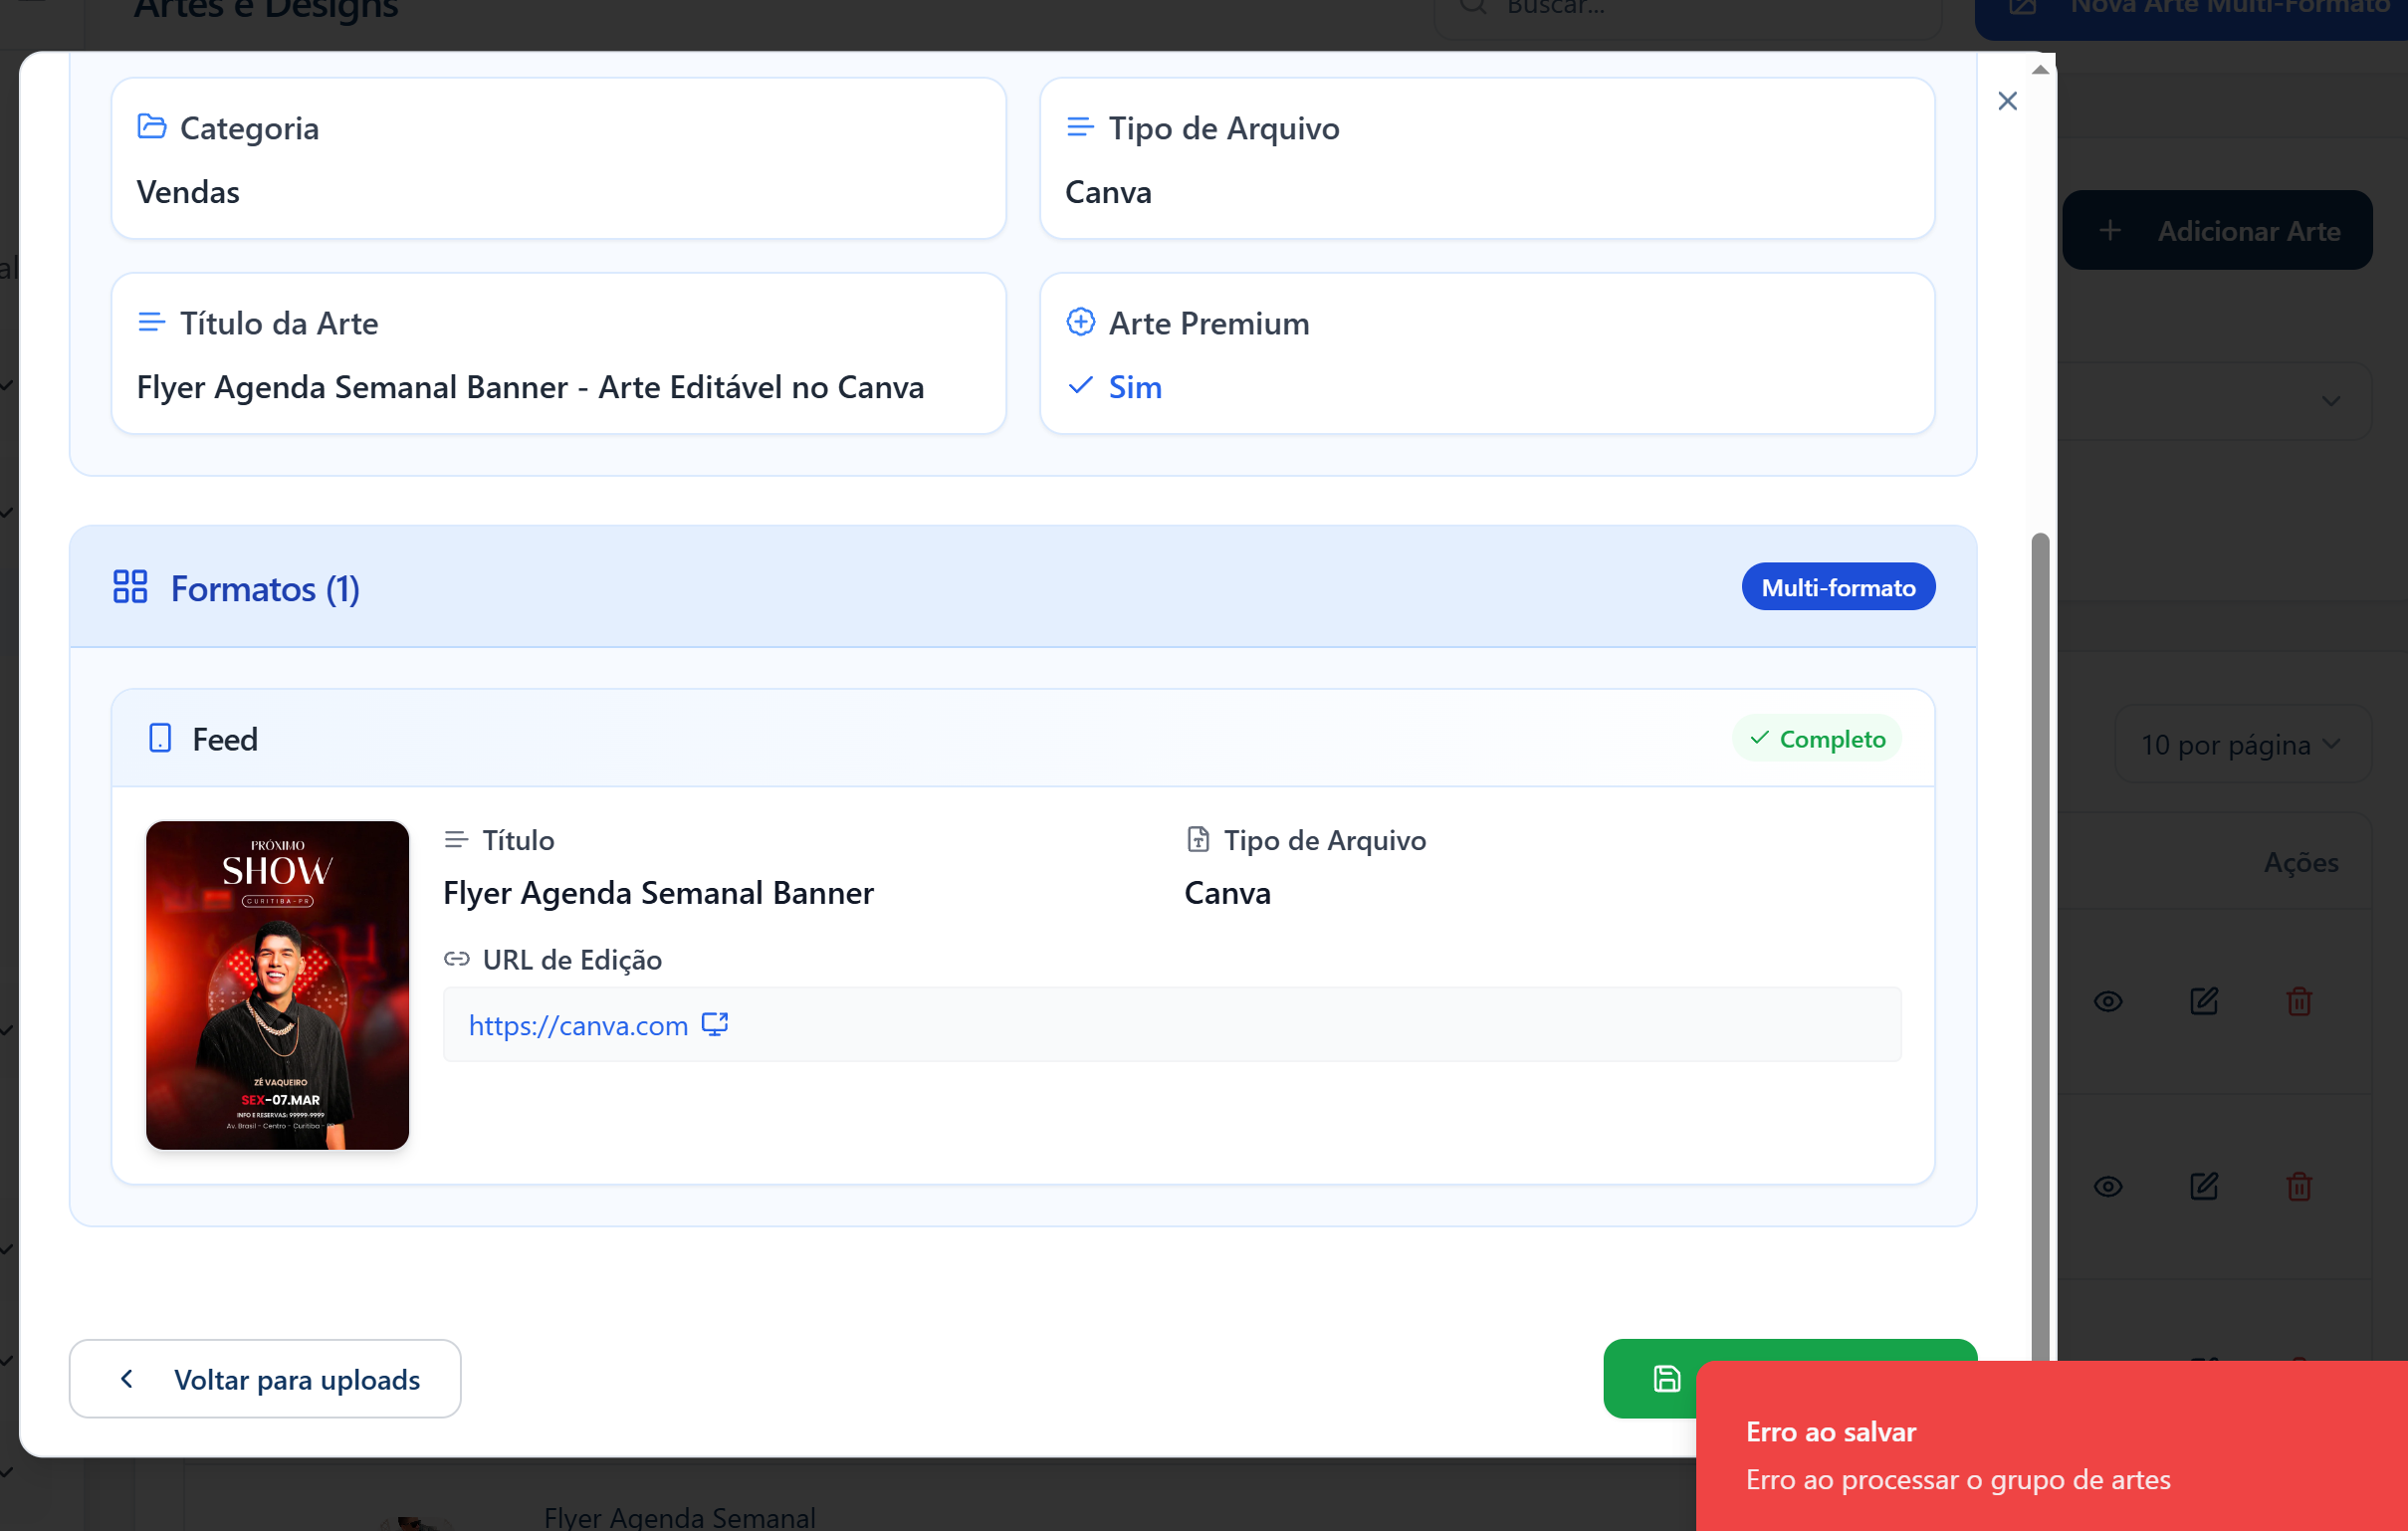 Artes e Designs
Buscar...
Nova Arte Multi-Formato
Categoria
Vendas
Tipo de Arquivo
Canva
Adicionar Arte
Título da Arte
Flyer Agenda Semanal Banner - Arte Editável no Canva
Arte Premium
Sim
Formatos (1)
Multi-formato
Feed
Completo
10 por página
Ações
PRÓXIMO
SHOW
CURITIBA-PR
ZÉ VAQUEIRO
SEX-07.MAR
INFO E RESERVAS: 99999-9999
Av. Brasil - Centro - Curitiba - PR
Título
Flyer Agenda Semanal Banner
Tipo de Arquivo
Canva
URL de Edição
https://canva.com
Voltar para uploads
Erro ao salvar
Erro ao processar o grupo de artes
Flyer Agenda Semanal